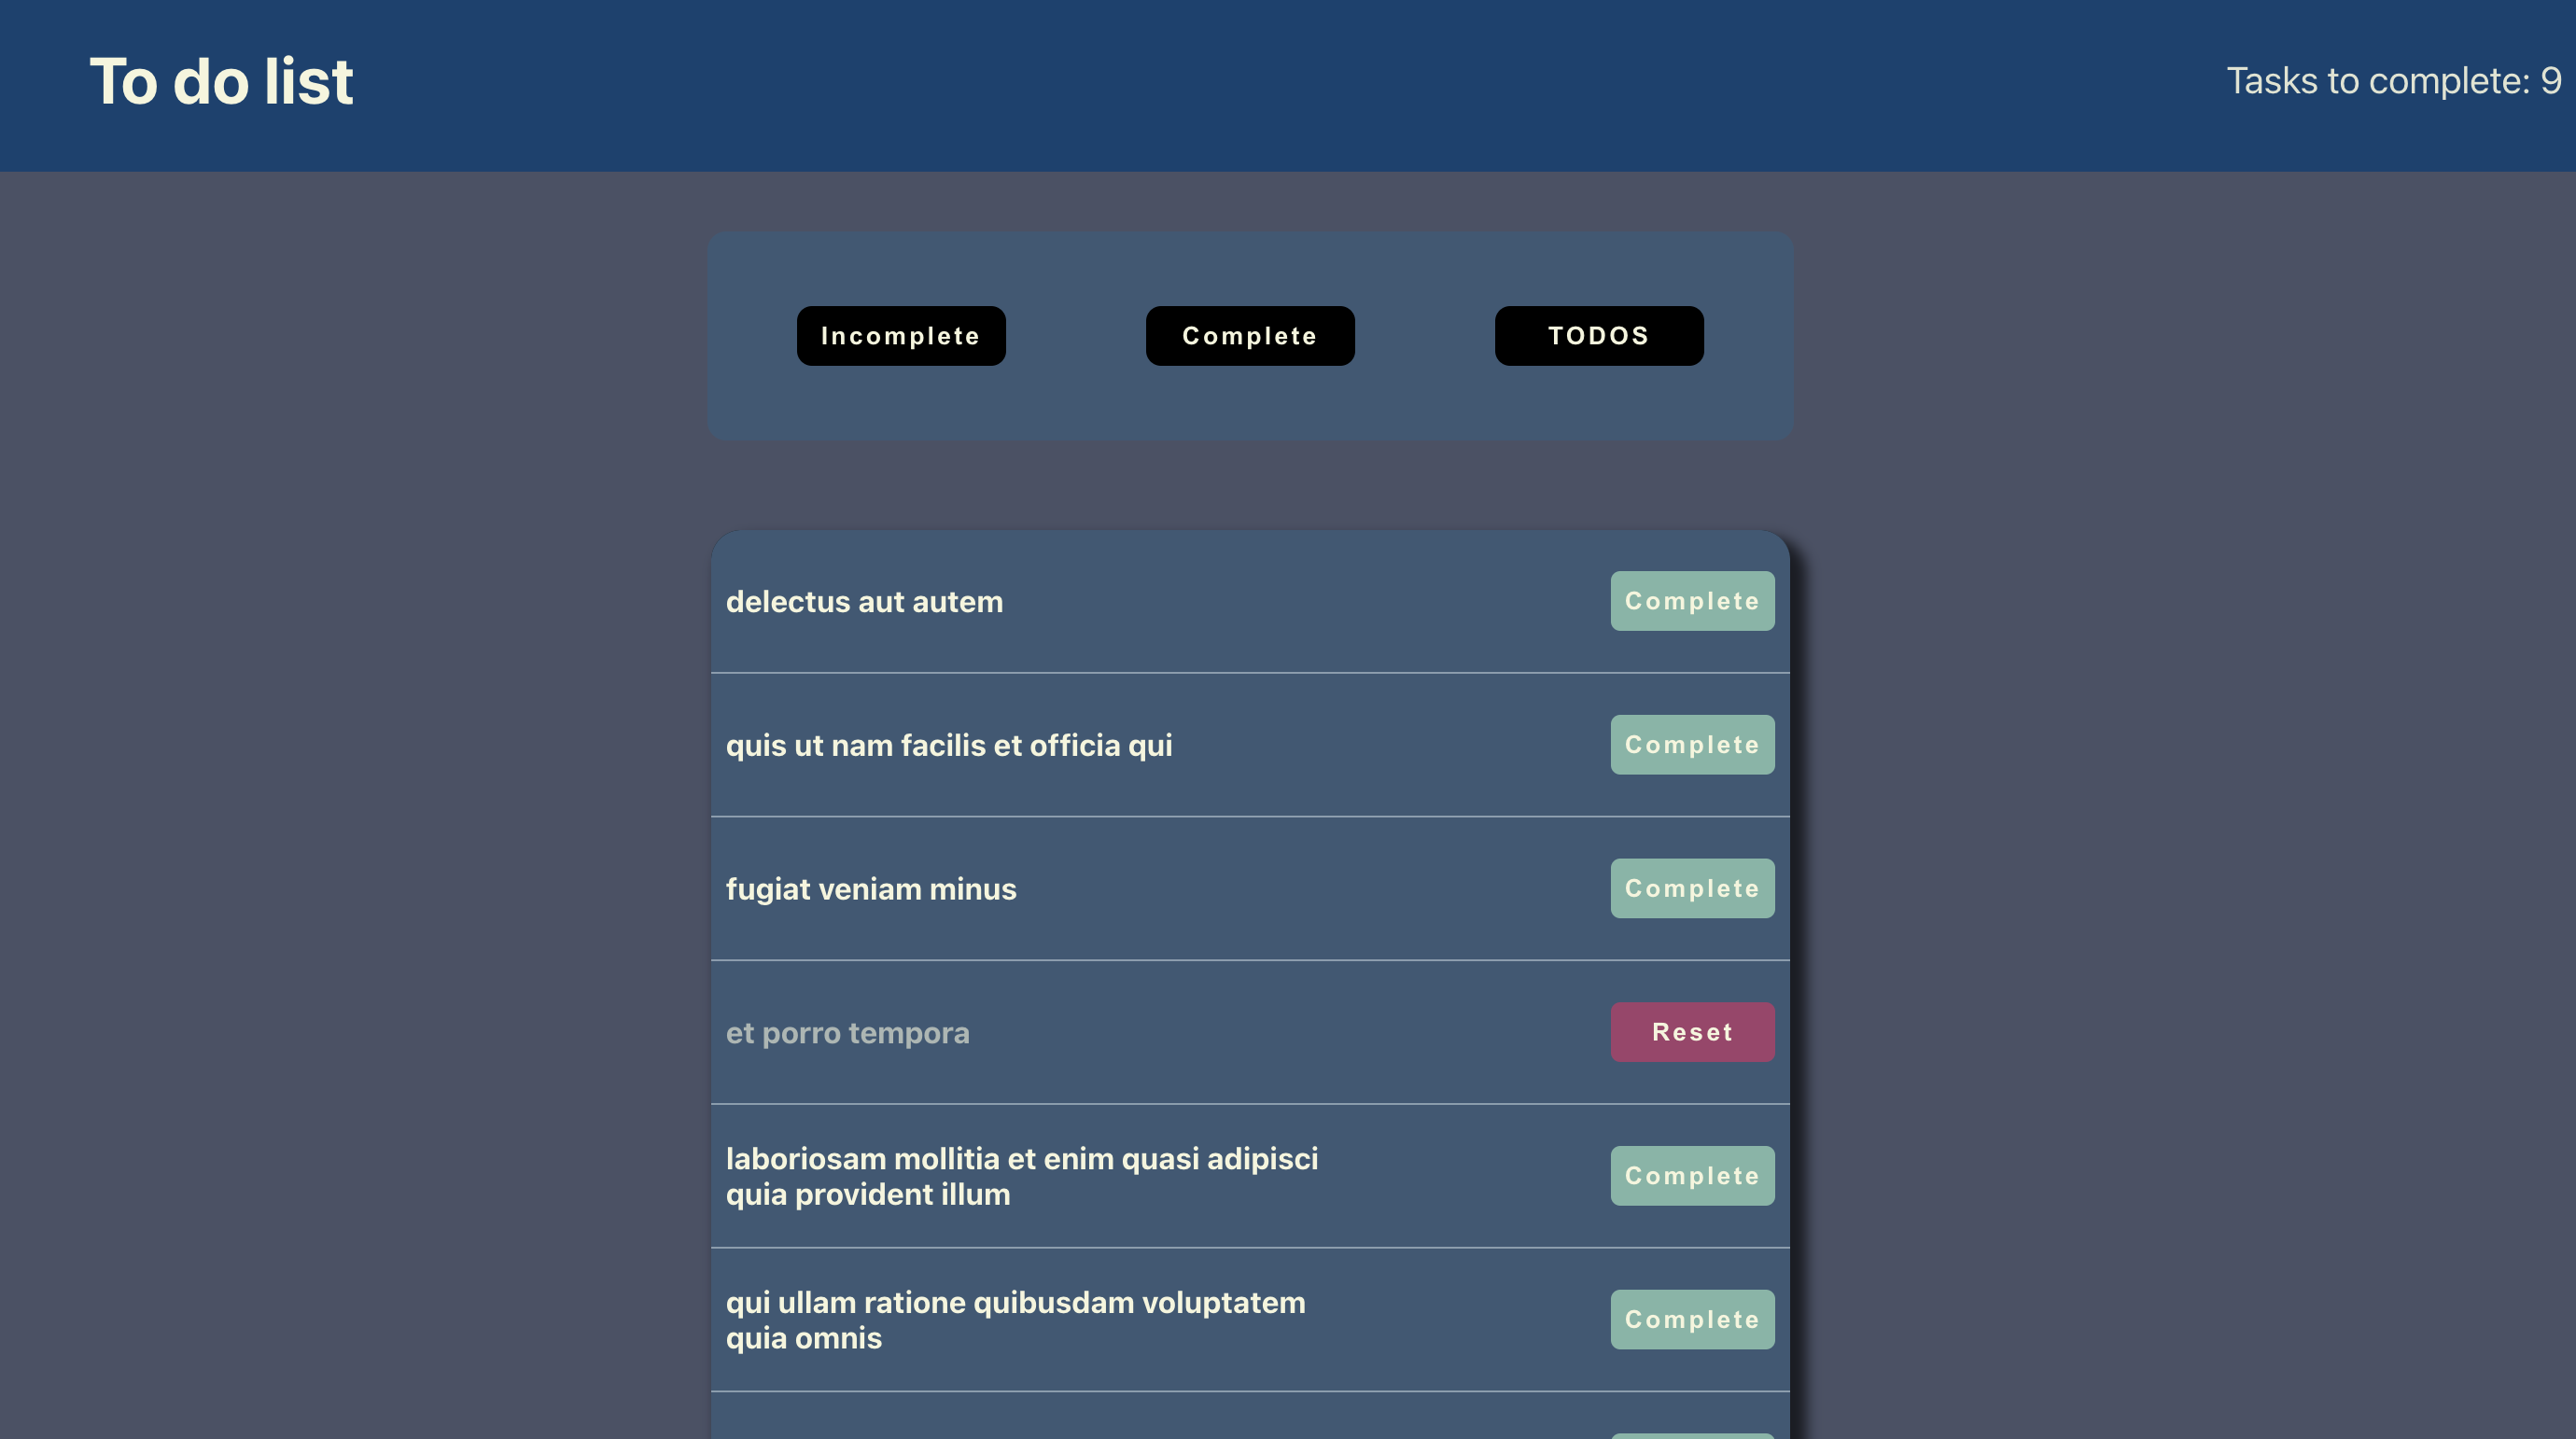 To do list
Tasks to complete: 9
Incomplete
Complete
TODOS
delectus aut autem
Complete
quis ut nam facilis et officia qui
Complete
fugiat veniam minus
Complete
et porro tempora
Reset
laboriosam mollitia et enim quasi adipisci
quia provident illum
Complete
qui ullam ratione quibusdam voluptatem
quia omnis
Complete